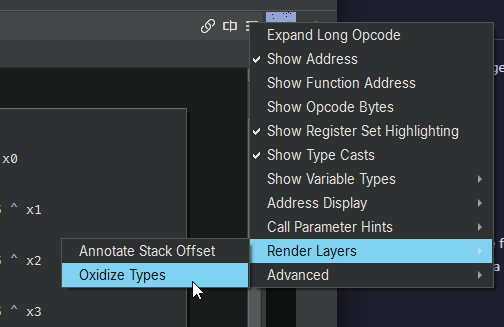 Expand Long Opcode
Show Address
Show Function Address
Show Opcode Bytes
Show Register Set Highlighting
Show Type Casts
Show Variable Types
Address Display
Call Parameter Hints
Render Layers
Advanced
Annotate Stack Offset
Oxidize Types
x0
^ x1
^ x2
^ x3